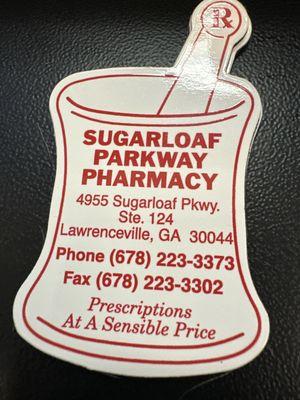 R
SUGARLOAF
PARKWAY
PHARMACY
4955 Sugarloaf Pkwy.
Ste. 124
Lawrenceville, GA 30044
Phone (678) 223-3373
Fax (678) 223-3302
Prescriptions
At A Sensible Price